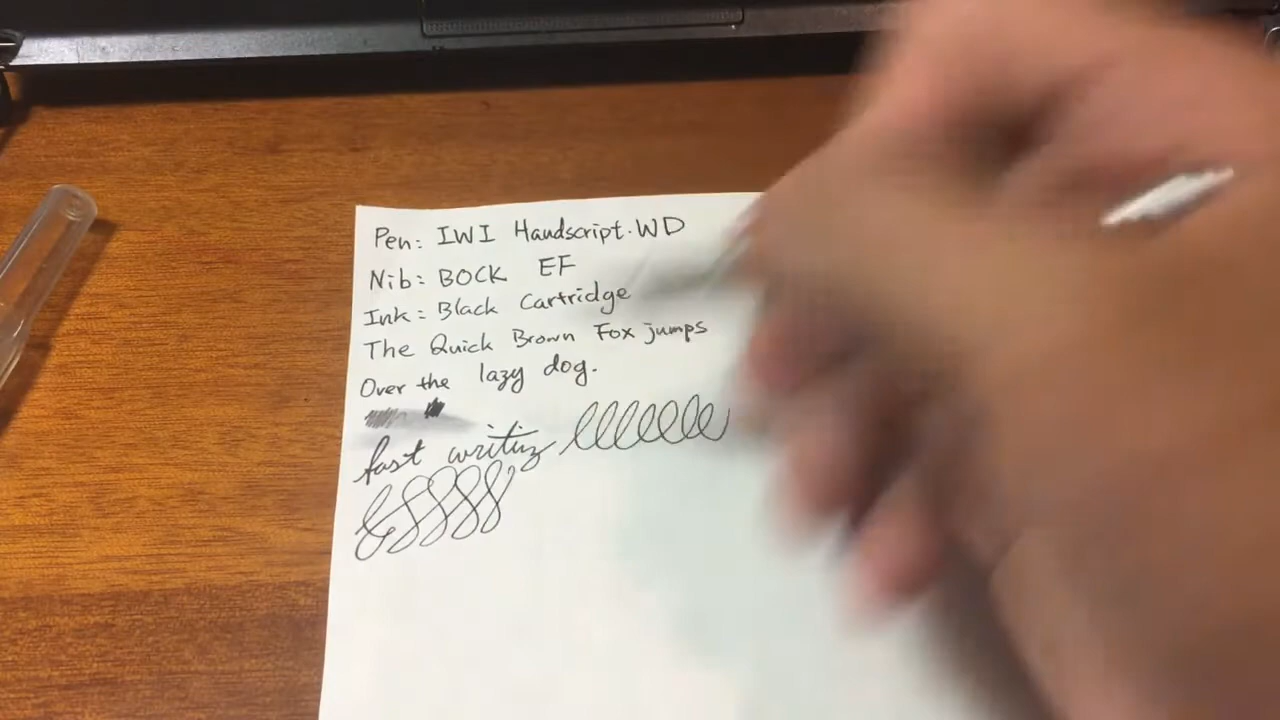 Pen: IWI Handscript.WD
Nib: BOCK EF
Ink: Black Cartridge
The Quick Brown Fox jumps
Over the lazy dog.
fast writing